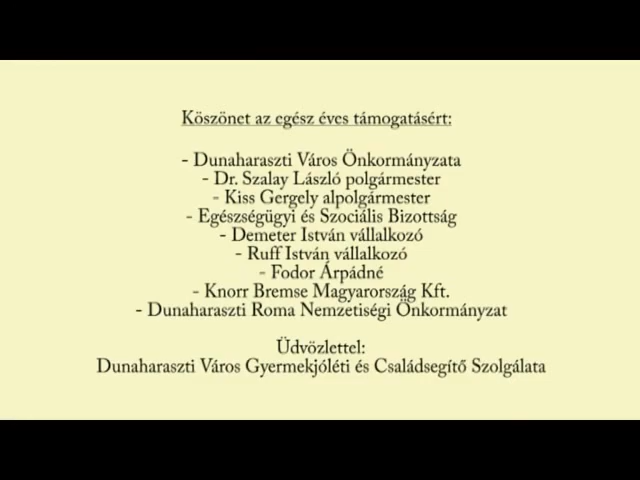 Köszönet az egész éves támogatásért:
- Dunaharaszti Város Önkormányzata
- Dr. Szalay László polgármester
- Kiss Gergely alpolgármester
- Egészségügyi és Szociális Bizottság
- Demeter István vállalkozó
- Ruff István vállalkozó
- Fodor Árpádné
- Knorr Bremse Magyarország Kft.
- Dunaharaszti Roma Nemzetiségi Önkormányzat
Üdvözlettel:
Dunaharaszti Város Gyermekjóléti és Családsegítő Szolgálata